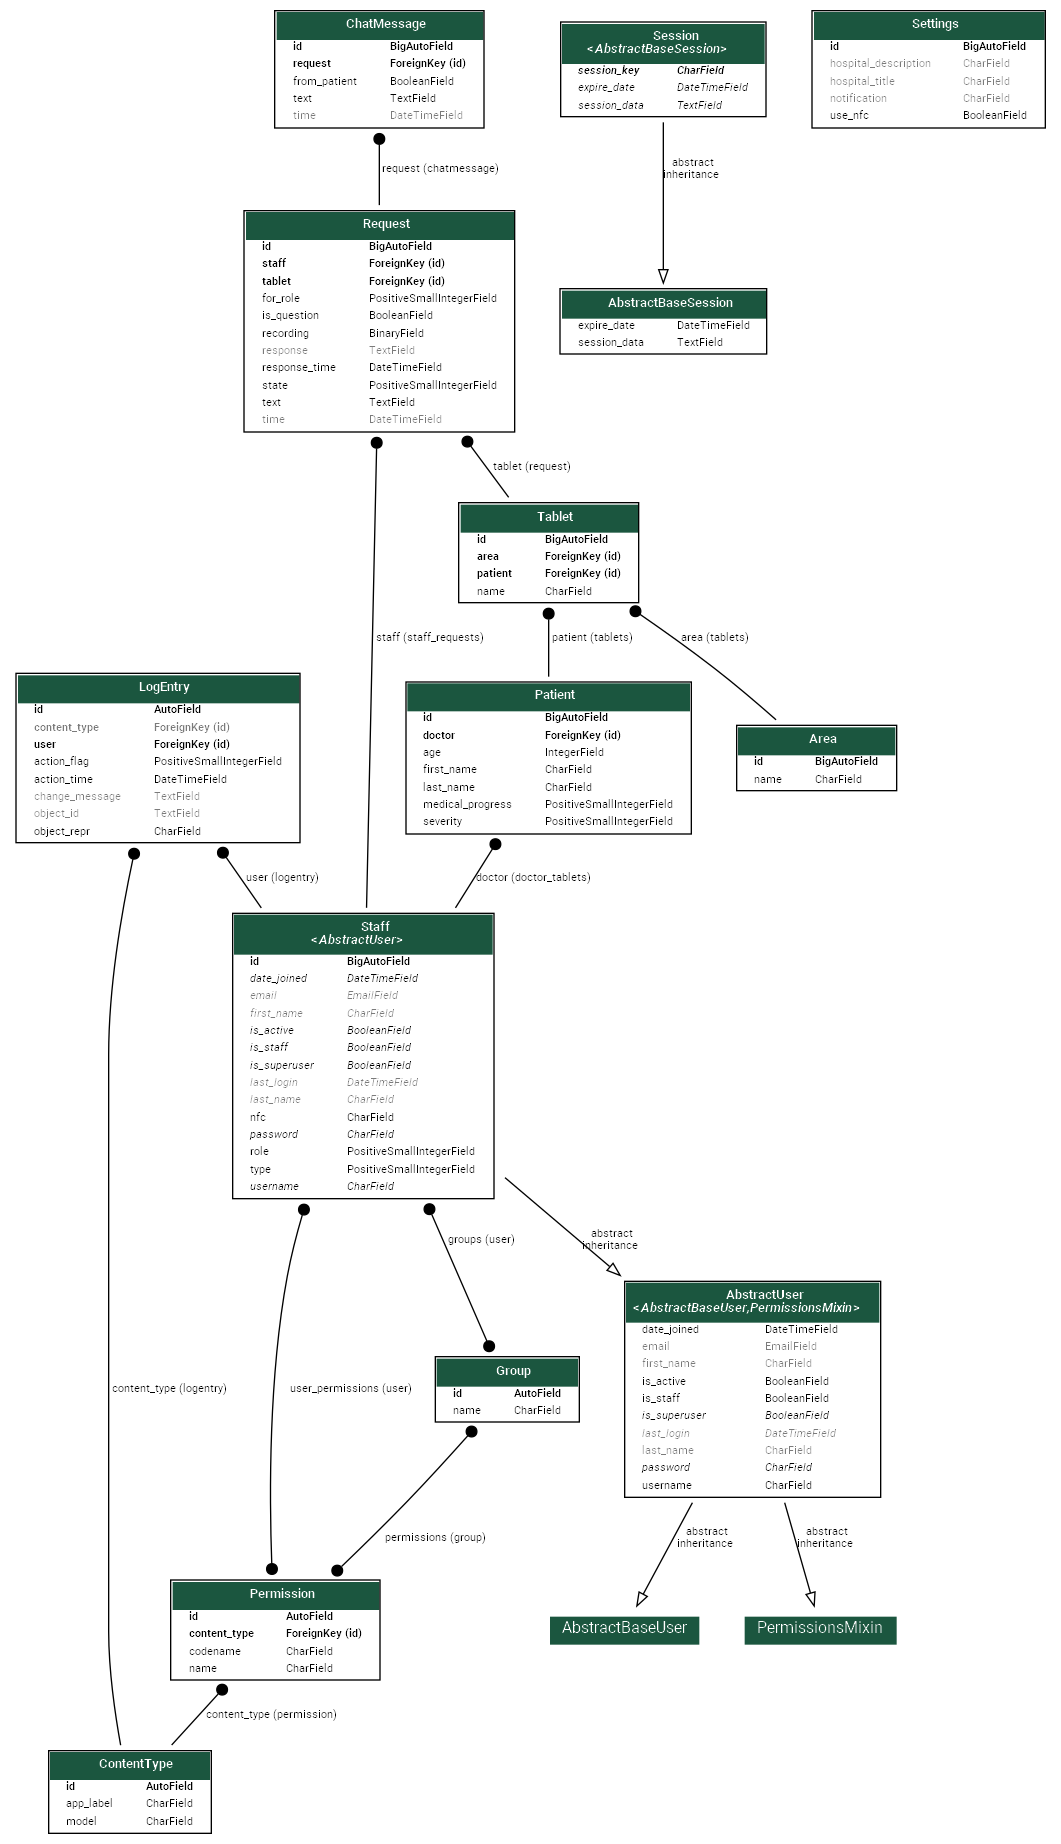 ChatMessage
id BigAutoField
request ForeignKey (id)
from_patient BooleanField
text TextField
time DateTimeField
Session
<AbstractBaseSession>
session_key CharField
expire_date DateTimeField
session_data TextField
Settings
id BigAutoField
hospital_description CharField
hospital_title CharField
notification CharField
use_nfc BooleanField
request (chatmessage)
abstract
inheritance
Request
id BigAutoField
staff ForeignKey (id)
tablet ForeignKey (id)
for_role PositiveSmallIntegerField
is_question BooleanField
recording BinaryField
response TextField
response_time DateTimeField
state PositiveSmallIntegerField
text TextField
time DateTimeField
AbstractBaseSession
expire_date DateTimeField
session_data TextField
tablet (request)
Tablet
id BigAutoField
area ForeignKey (id)
patient ForeignKey (id)
name CharField
staff (staff_requests)
patient (tablets)
area (tablets)
LogEntry
id AutoField
content_type ForeignKey (id)
user ForeignKey (id)
action_flag PositiveSmallIntegerField
action_time DateTimeField
change_message TextField
object_id TextField
object_repr CharField
Patient
id BigAutoField
doctor ForeignKey (id)
age IntegerField
first_name CharField
last_name CharField
medical_progress PositiveSmallIntegerField
severity PositiveSmallIntegerField
Area
id BigAutoField
name CharField
user (logentry)
doctor (doctor_tablets)
Staff
<AbstractUser>
id BigAutoField
date_joined DateTimeField
email EmailField
first_name CharField
is_active BooleanField
is_staff BooleanField
is_superuser BooleanField
last_login DateTimeField
last_name CharField
nfc CharField
password CharField
role PositiveSmallIntegerField
type PositiveSmallIntegerField
username CharField
groups (user)
abstract
inheritance
AbstractUser
<AbstractBaseUser,PermissionsMixin>
date_joined DateTimeField
email EmailField
first_name CharField
is_active BooleanField
is_staff BooleanField
is_superuser BooleanField
last_login DateTimeField
last_name CharField
password CharField
username CharField
content_type (logentry)
user_permissions (user)
Group
id AutoField
name CharField
permissions (group)
abstract
inheritance
abstract
inheritance
Permission
id AutoField
content_type ForeignKey (id)
codename CharField
name CharField
AbstractBaseUser
PermissionsMixin
content_type (permission)
ContentType
id AutoField
app_label CharField
model CharField